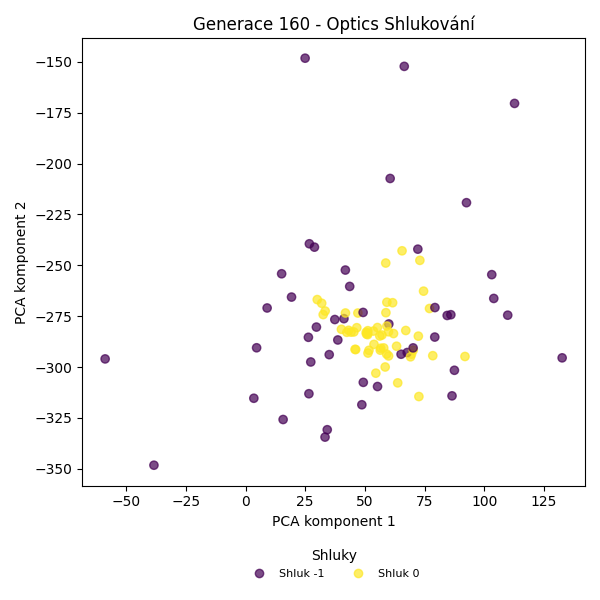 Generace 160 - Optics Shlukování
PCA komponent 2
−150
−175
−200
−225
−250
−275
−300
−325
−350
−50
−25
0
25
50
75
100
125
PCA komponent 1
Shluky
Shluk -1
Shluk 0